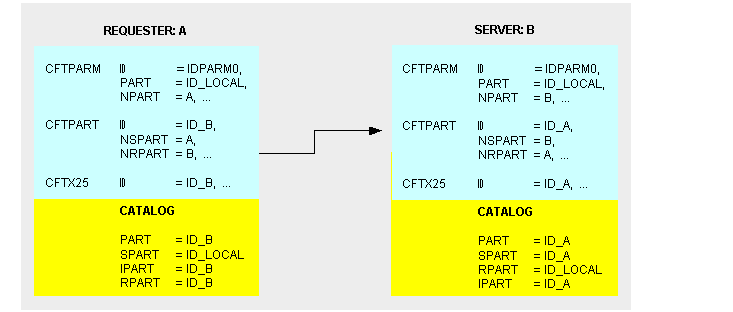 REQUESTER: A
CFTPARM ID = IDPARM0,
PART = ID_LOCAL,
NPART = A, ...
CFTPART ID = ID_B,
NSPART = A,
NRPART = B, ...
CFTX25 ID = ID_B, ...
CATALOG
PART = ID_B
SPART = ID_LOCAL
IPART = ID_B
RPART = ID_B
SERVER: B
CFTPARM ID = IDPARM0,
PART = ID_LOCAL,
NPART = B, ...
CFTPART ID = ID_A,
NSPART = B,
NRPART = A, ...
CFTX25 ID = ID_A, ...
CATALOG
PART = ID_A
SPART = ID_A
RPART = ID_LOCAL
IPART = ID_A